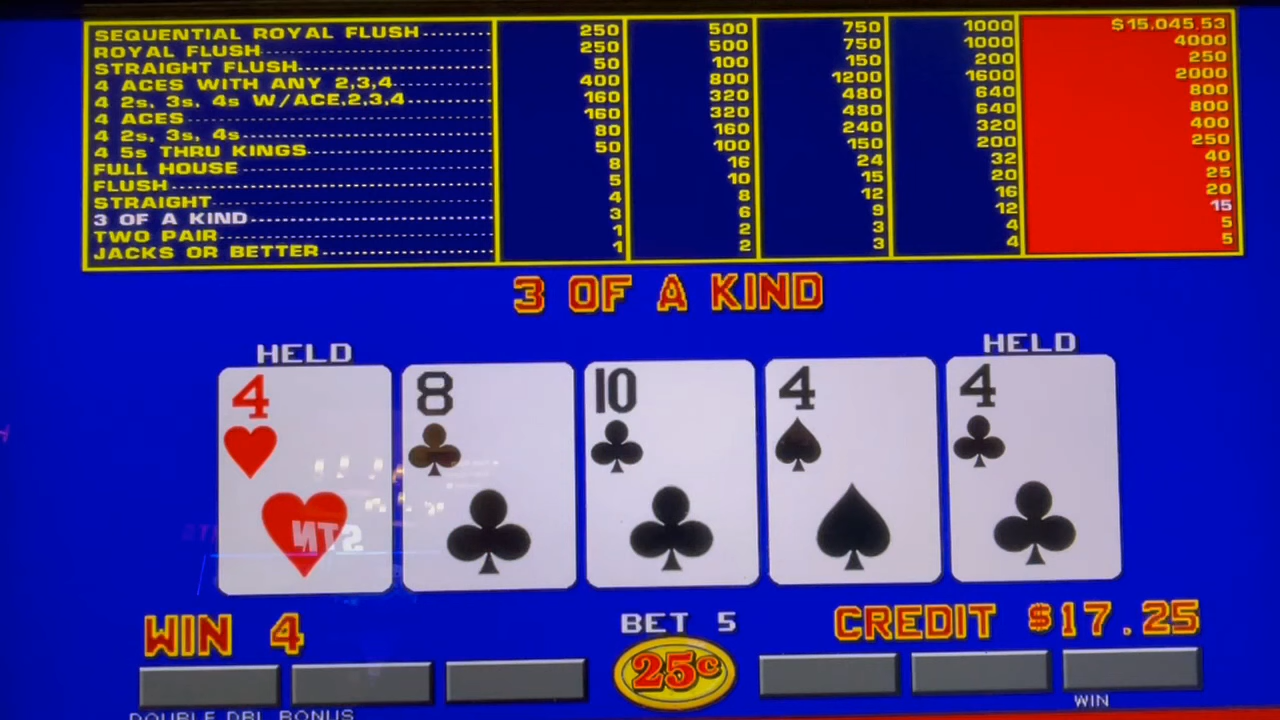 SEQUENTIAL ROYAL FLUSH 250 500 750 1000 $15,045.53
ROYAL FLUSH 250 500 750 1000 4000
STRAIGHT FLUSH 50 100 150 200 250
4 ACES WITH ANY 2,3,4 400 800 1200 1600 2000
4 2s, 3s, 4s W/ACE,2,3,4 160 320 480 640 800
4 ACES 160 320 480 640 800
4 2s, 3s, 4s 80 160 240 320 400
4 5s THRU KINGS 50 100 150 200 250
FULL HOUSE 8 16 24 32 40
FLUSH 5 10 15 20 25
STRAIGHT 4 8 12 16 20
3 OF A KIND 3 6 9 12 15
TWO PAIR 1 2 3 4 5
JACKS OR BETTER 1 2 3 4 5
3 OF A KIND
HELD HELD
4 8 10 4 4
WIN 4 BET 5 CREDIT $17.25
25¢
WIN
DOUBLE DBL BONUS